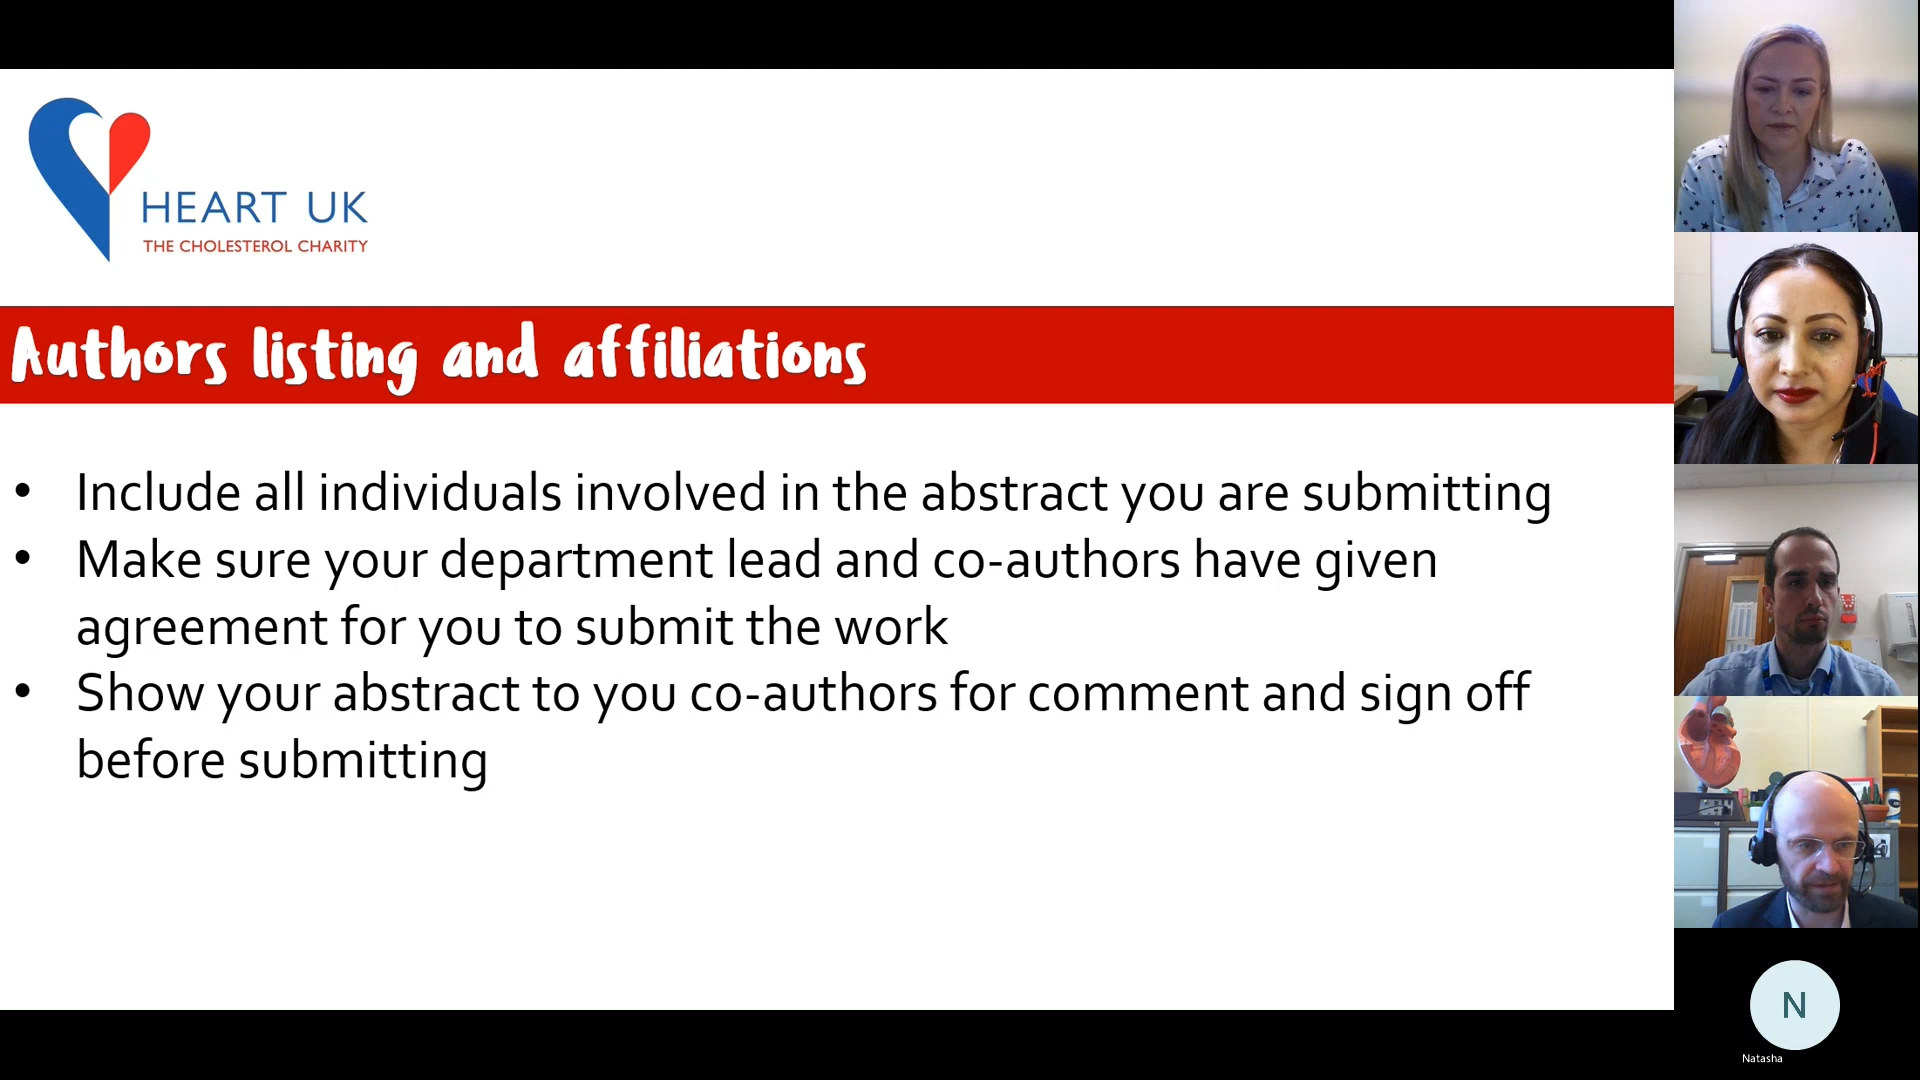 HEART UK
THE CHOLESTEROL CHARITY
Authors listing and affiliations
• Include all individuals involved in the abstract you are submitting
• Make sure your department lead and co-authors have given
agreement for you to submit the work
• Show your abstract to you co-authors for comment and sign off
before submitting
N
Natasha